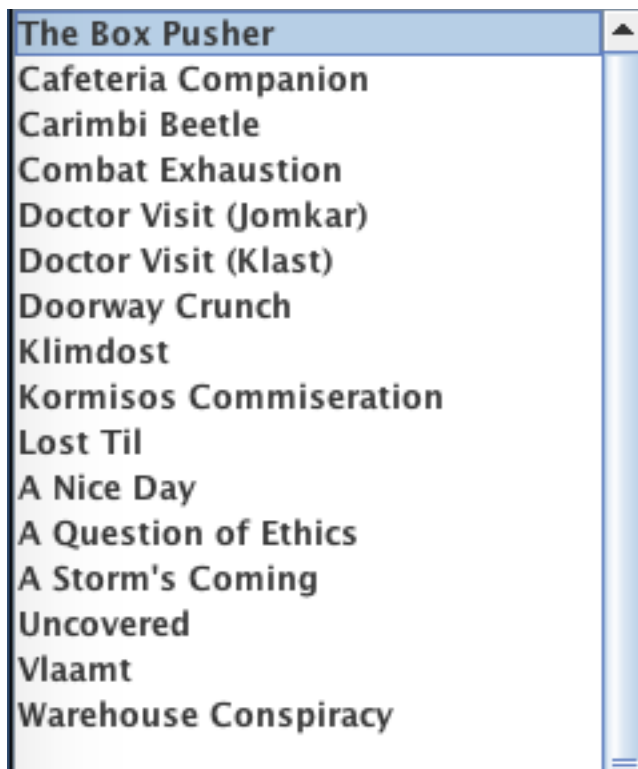 The Box Pusher
Cafeteria Companion
Carimbi Beetle
Combat Exhaustion
Doctor Visit (Jomkar)
Doctor Visit (Klast)
Doorway Crunch
Klimdost
Kormisos Commiseration
Lost Til
A Nice Day
A Question of Ethics
A Storm's Coming
Uncovered
Vlaamt
Warehouse Conspiracy